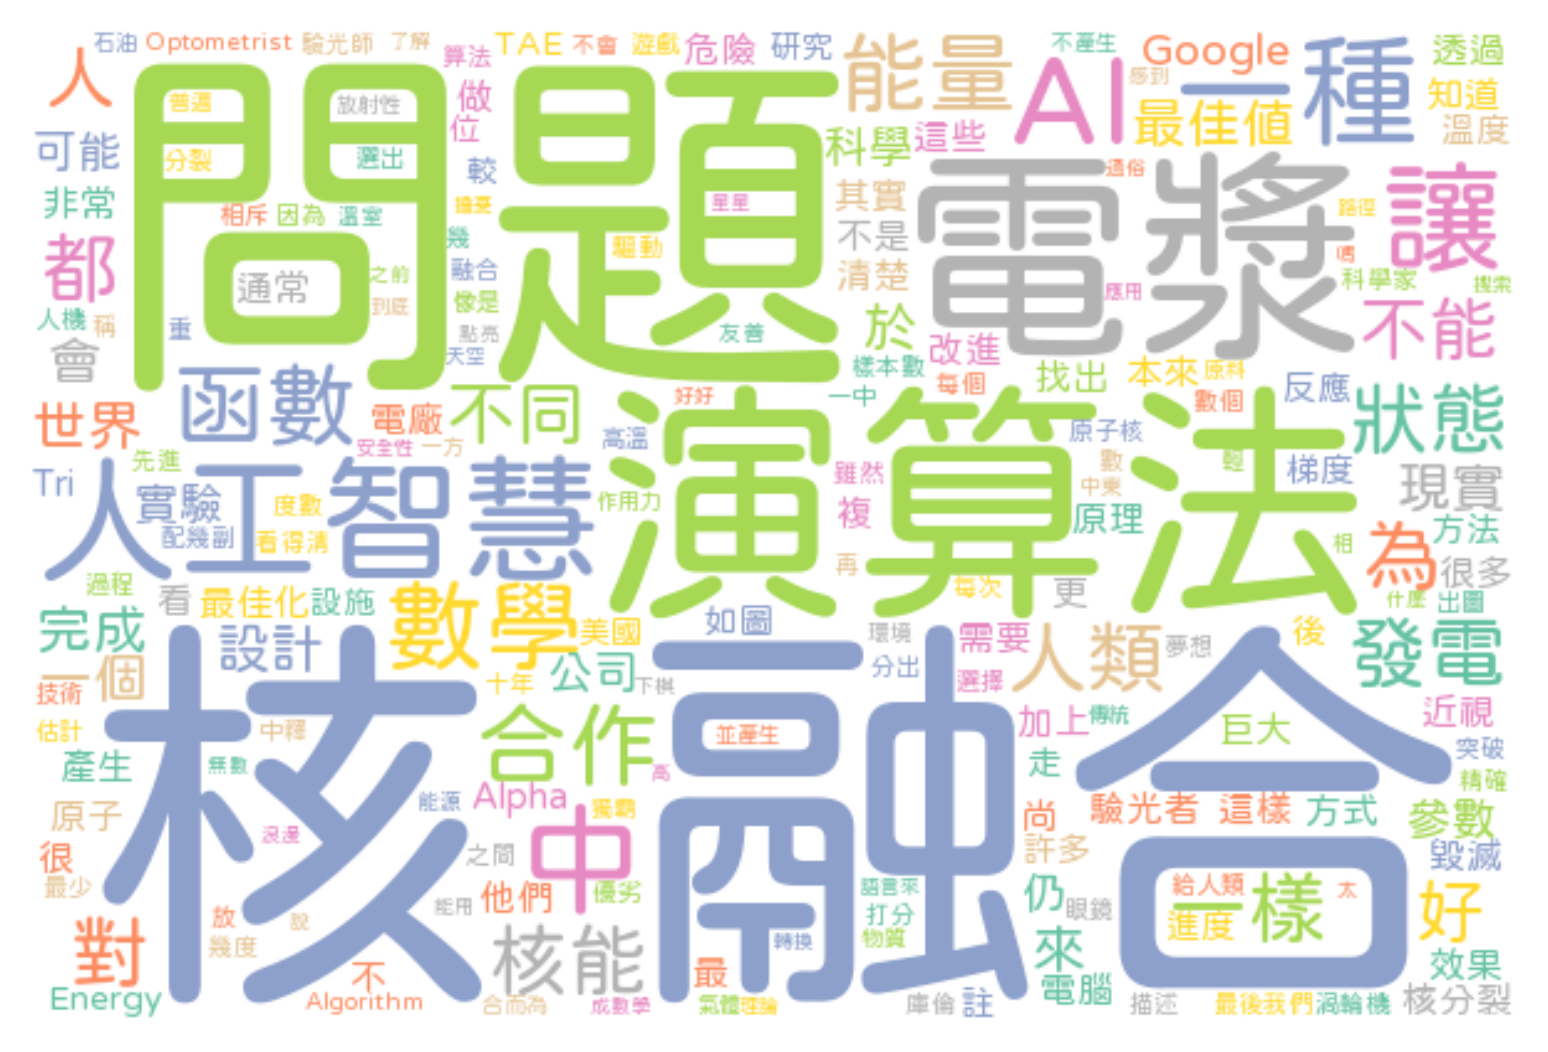 石油 Optometrist 驗光師 了解
算法 TAE 不會 遊戲 危險 研究
能量 不產生 Google 透過
人 問題 AI 感到 一種
普遍 放射性 做 位 最佳值 知道 溫度
可能 分裂 選出 較 科學 這些
非常 相斥 因為 溫室 擔憂 星星 其實 電漿 通俗 讓
都 通常 之前 幾 驅動 不是 路徑
到底 融合 清楚 應用 科學家 搜索
人機 稱 重 像是 點亮 友善 於 改進 不能
會 天空 樣本數 每個 找出 本來 原料 反應
函數 不同 好好 一中 數個 狀態
世界 電廠 安全性 一方 高溫 演算法 原子核
Tri 先進 人工智慧 雖然 數 中東 梯度 現實
實驗 度數 作用力 複 原理 方法
配幾副 看得清 再 相 為 很多
過程 看 最佳化 設施 數學 每次 更 什麼 出圖
完成 設計 美國 如圖 環境 需要 人類 夢想 後 發電
一個 公司 下棋 分出 選擇
技術 十年 核融合 加上 傳統 近視
估計 中釋 合作 並產生 巨大 突破
產生 無數 高 走 精確
原子 能源 Alpha 獨霸 尚 驗光者 這樣 方式 參數
很 浪漫 之間 中 許多 毀滅
最少 能用 他們 優劣 語言來 仍 眼鏡 給人類 太
對 放 說 打分 進度 一樣 好
幾度 核能 轉換 物質 來 效果
不 最 電腦
Energy Algorithm 合而為 成數學 氣體 理論 庫倫 註 描述 最後我們 渦輪機 核分裂